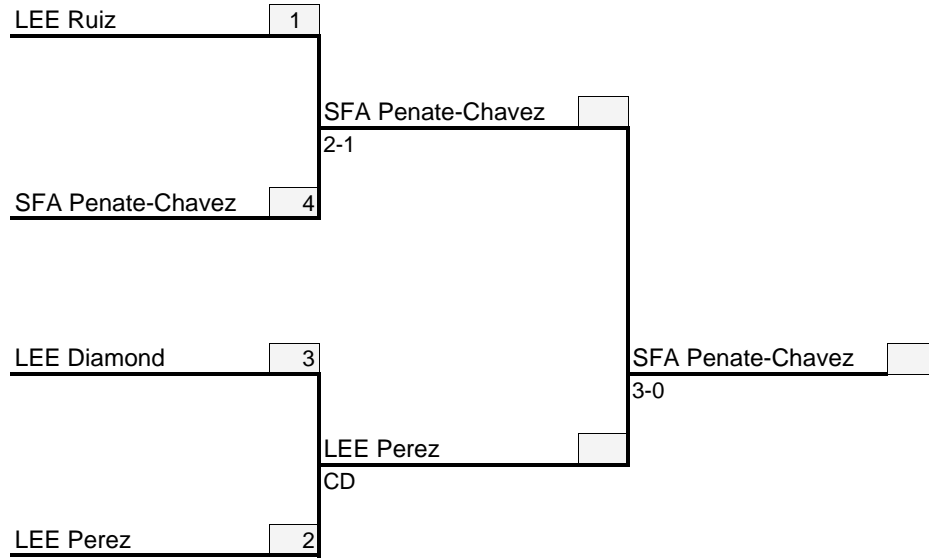 LEE Ruiz 1
SFA Penate-Chavez
2-1
SFA Penate-Chavez 4
LEE Diamond 3
SFA Penate-Chavez
3-0
LEE Perez
CD
LEE Perez 2